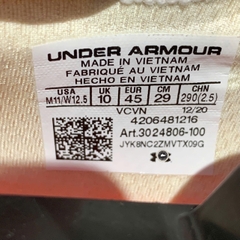 UNDER ARMOUR
MADE IN VIETNAM
FABRIQUÉ AU VIETNAM
HECHO EN VIETNAM
USA UK EUR CM CHN
M11/W12.5 10 45 29 290(2.5)
VCVN 12/20
4206481216
Art.3024806-100
JYK8NC2ZMVTX09G